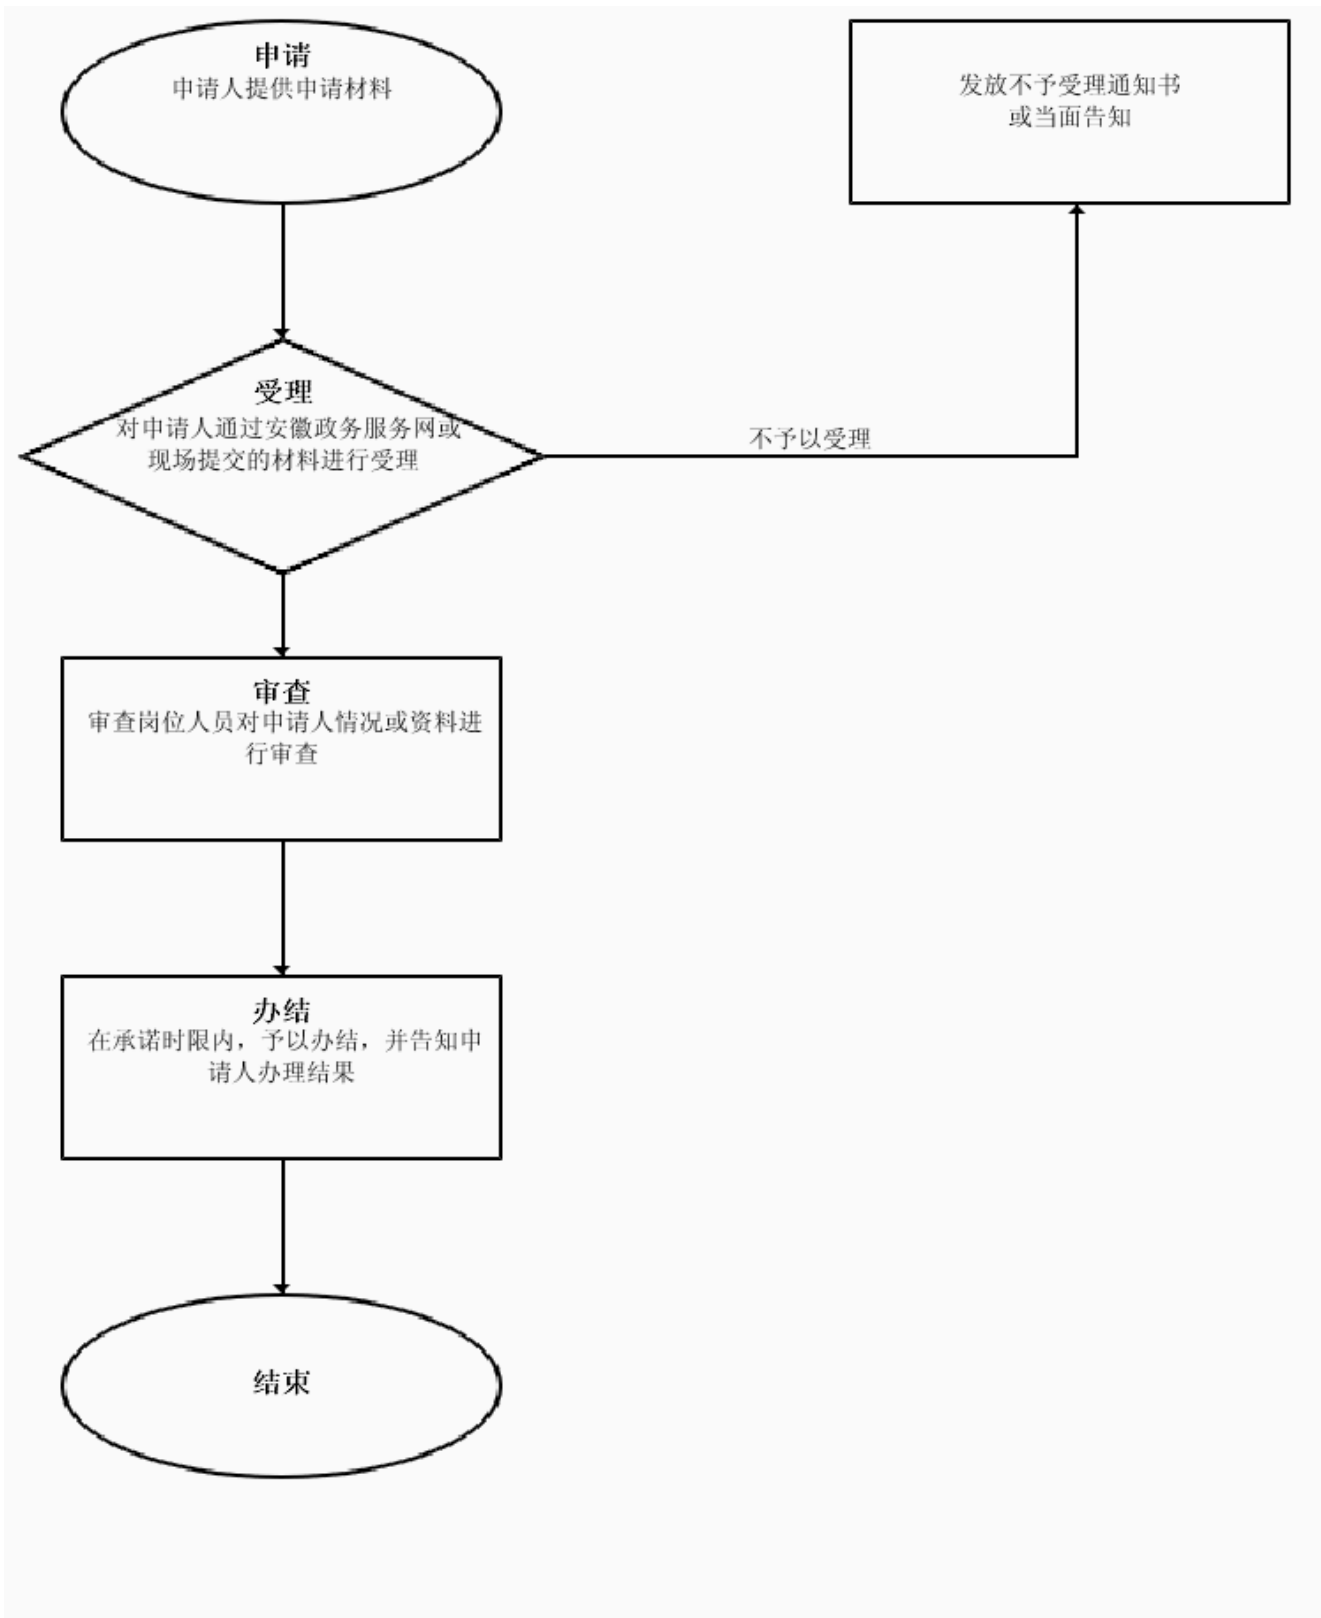 申请
申请人提供申请材料
发放不予受理通知书
或当面告知
受理
对申请人通过安徽政务服务网或
现场提交的材料进行受理
不予以受理
审查
审查岗位人员对申请人情况或资料进
行审查
办结
在承诺时限内，予以办结，并告知申
请人办理结果
结束